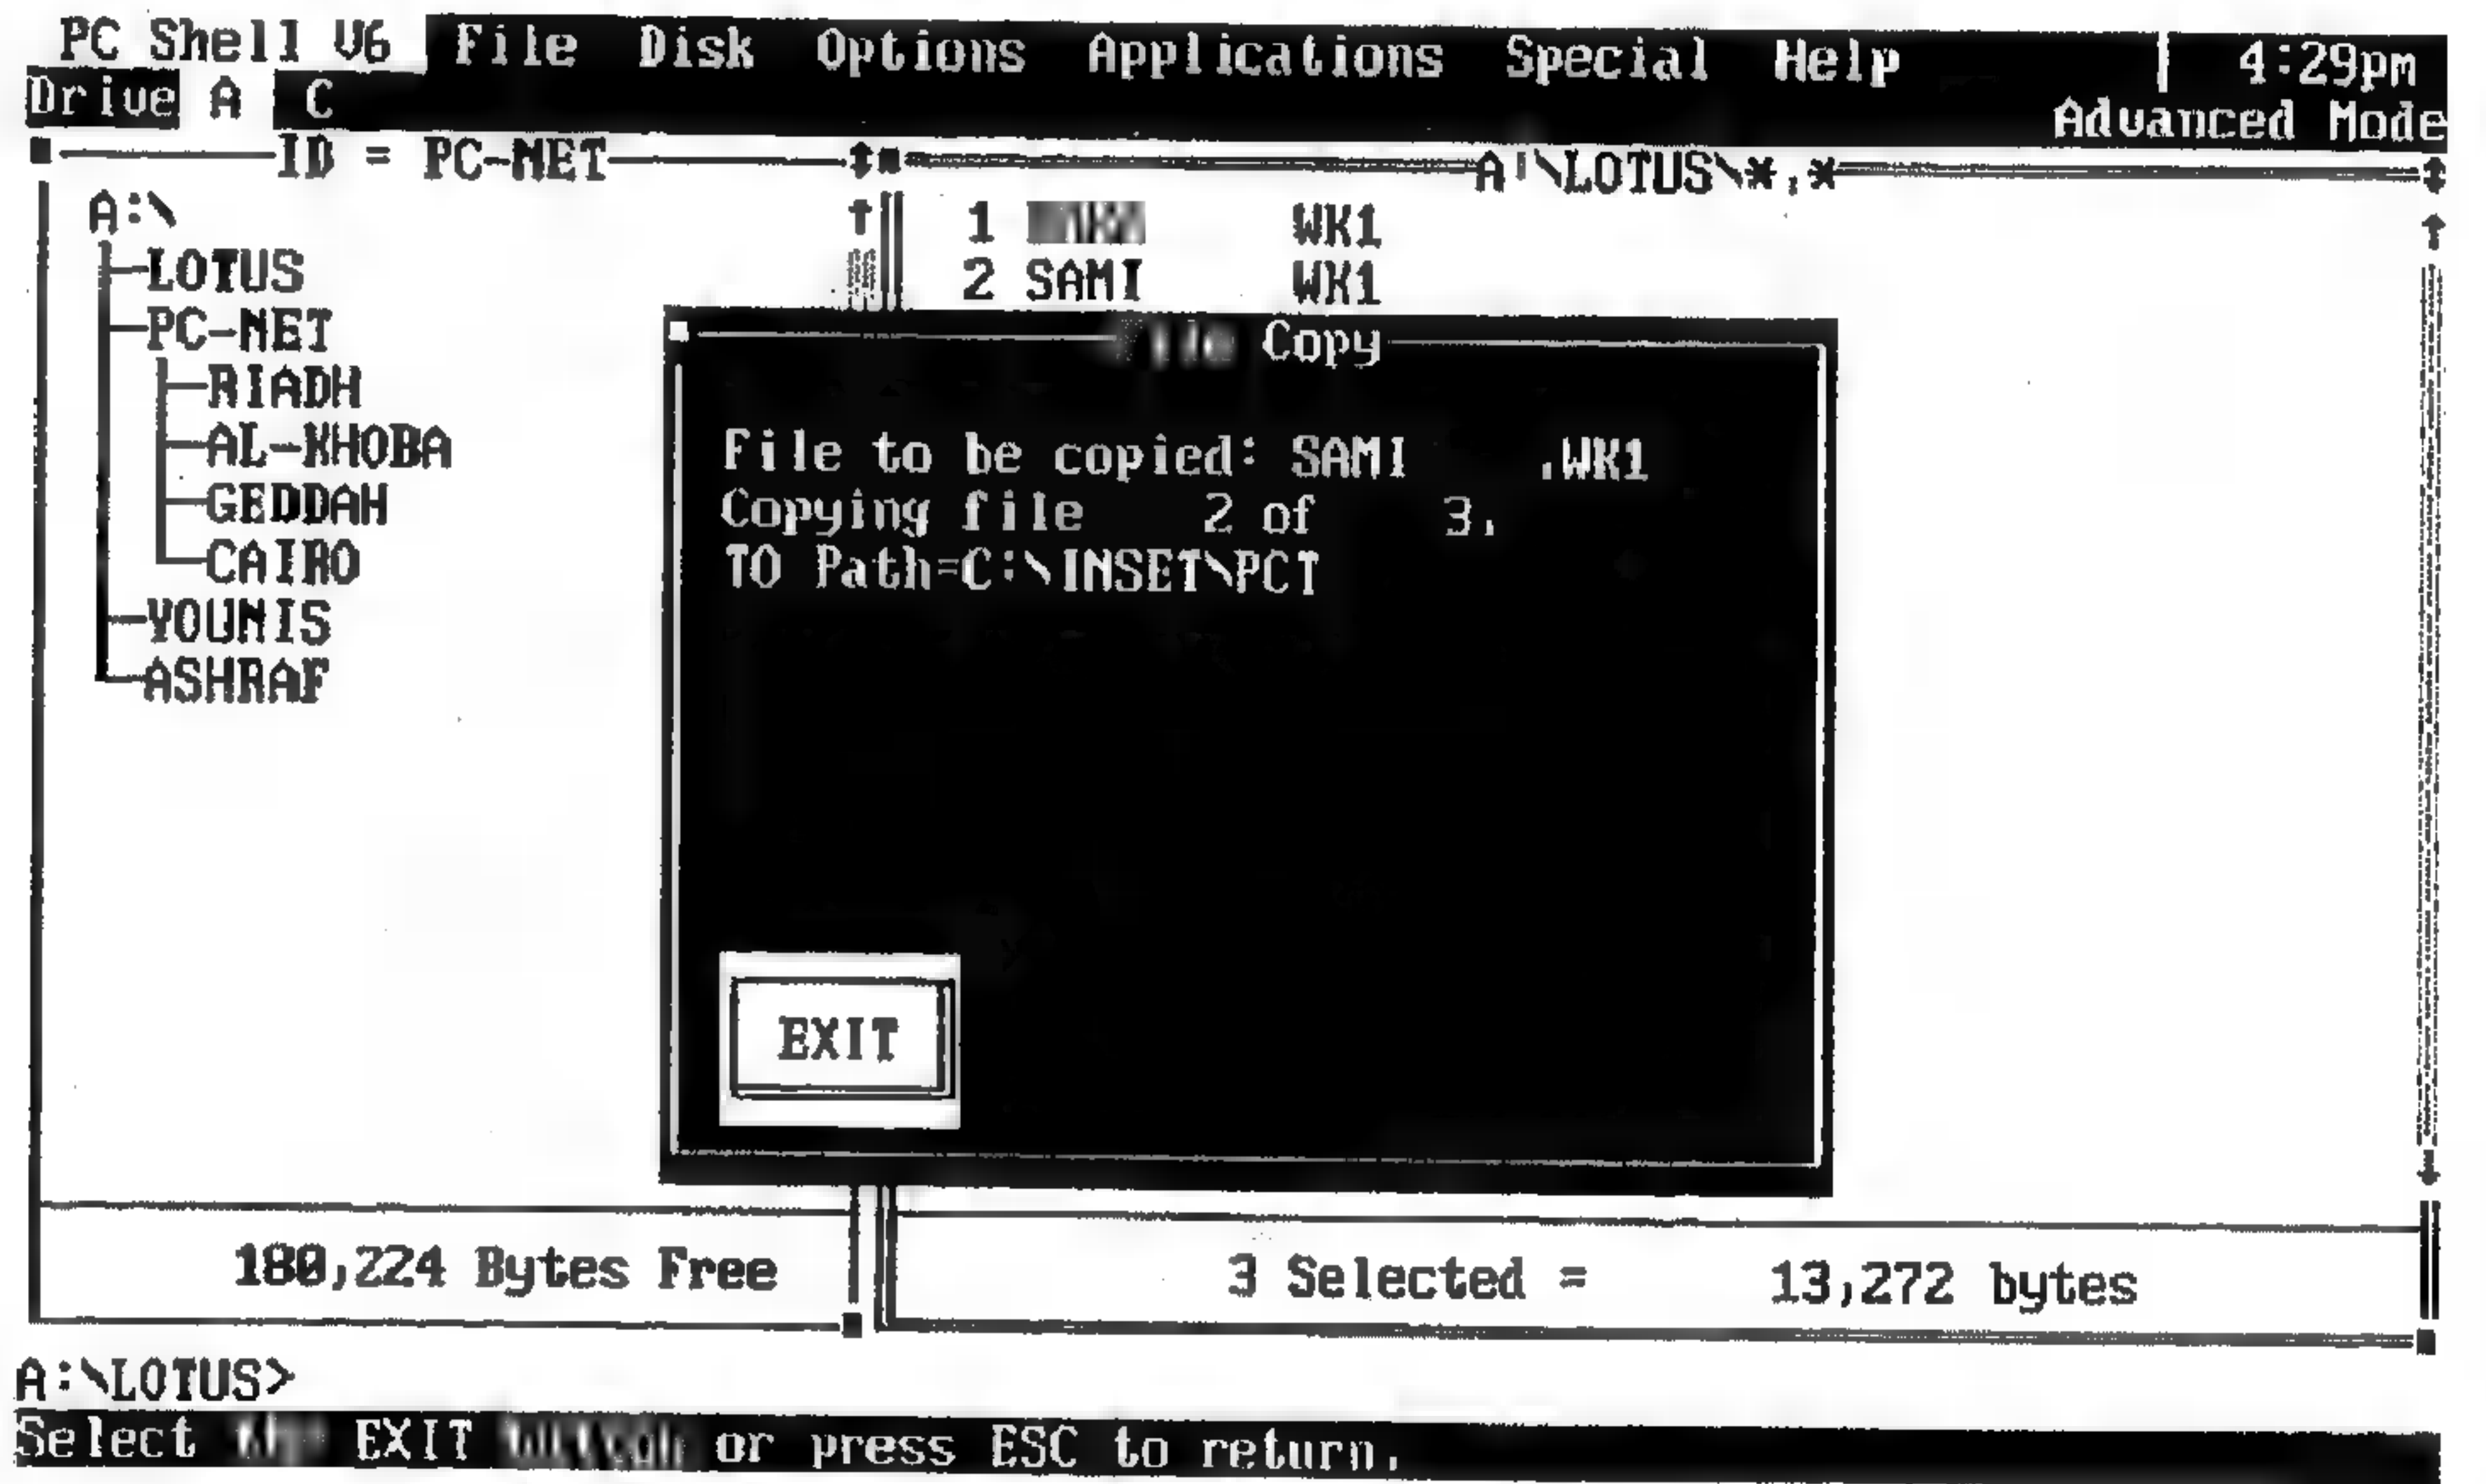 PC Shell V6 File Disk Options Applications Special Help 4:29pm
Drive A C Advanced Mode
ID = PC-NET
A:\LOTUS\*.*
A:\
LOTUS
PC-NET
RIADH
AL-KHOBA
GEDDAH
CAIRO
YOUNIS
ASHRAF
1 WK1
2 SAMI WK1
Copy
File to be copied: SAMI .WK1
Copying file 2 of 3.
TO Path=C:\INSET\PCT
EXIT
180,224 Bytes Free
3 Selected = 13,272 bytes
A:\LOTUS>
Select EXIT or press ESC to return.